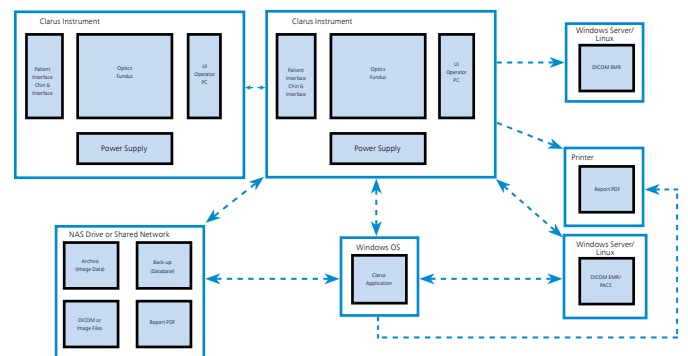 Clarus Instrument
Patient
Interface
Chin &
Interface
Optics
Fundus
UI
Operator
PC
Power Supply
Clarus Instrument
Patient
Interface
Chin &
Interface
Optics
Fundus
UI
Operator
PC
Power Supply
Windows Server/
Linux
DICOM EMR
Printer
Report PDF
NAS Drive or Shared Network
Archive
(Image Data)
Back-up
(Database)
DICOM or
Image Files
Report PDF
Windows OS
Clarus
Application
Windows Server/
Linux
DICOM EMR/
PACS